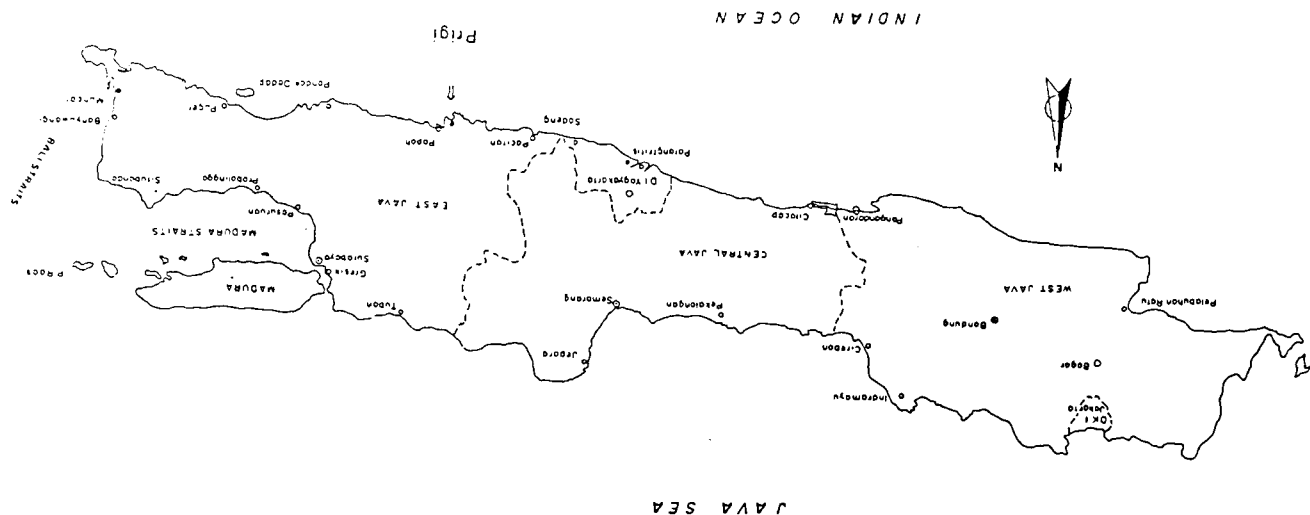 JAVA SEA
DKI
Jakarta
Indramayu
Bogor
Jepara
Cirebon
Bandung
Pekalongan
Semarang
Tuban
Pelabuhan Ratu
WEST JAVA
MADURA
Gresik
P RAAS
Surabaya
CENTRAL JAVA
MADURA STRAITS
EAST JAVA
Pasuruan
Pangandaran
Cilacap
D I Yogyakarta
Probolinggo
Situbondo
BALI STRAITS
N
Parangtritis
Pacitan
Popoh
Sadeng
Puger
Banyuwangi
Muncar
Prigi
INDIAN OCEAN